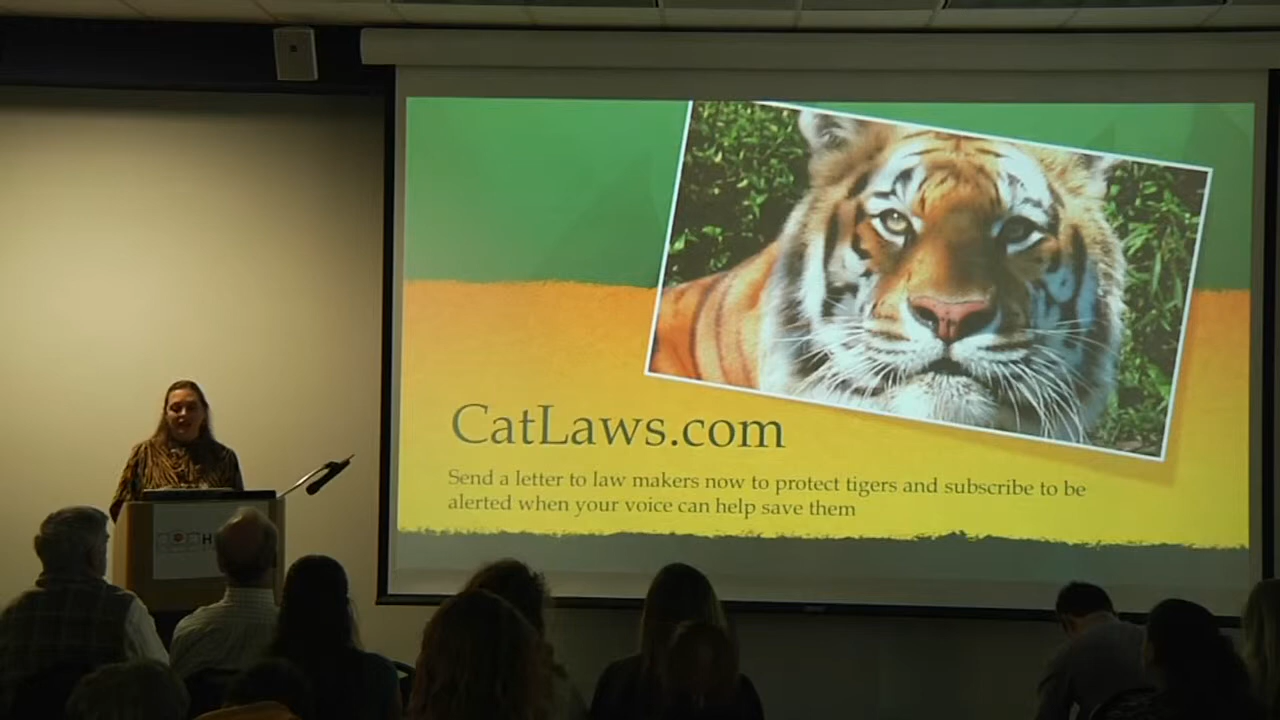 CatLaws.com
Send a letter to law makers now to protect tigers and subscribe to be
alerted when your voice can help save them